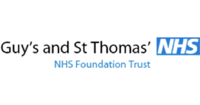 Guy's and St Thomas' NHS
NHS Foundation Trust